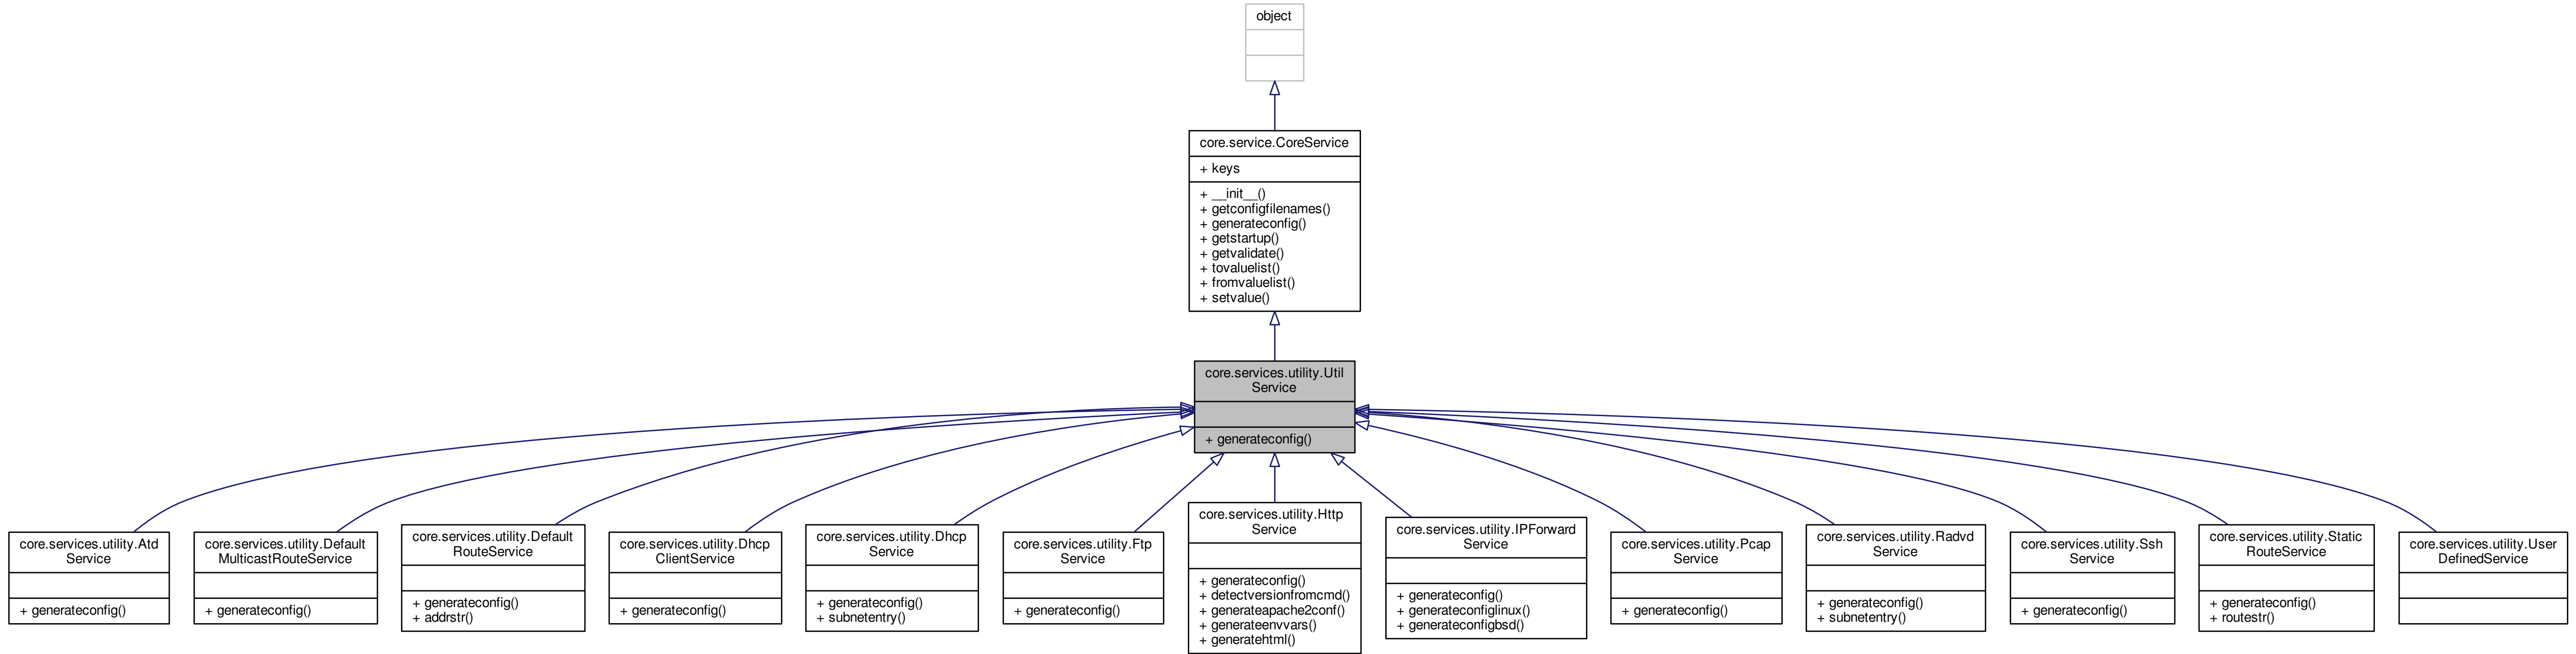 object
core.service.CoreService
+ keys
+ __init__()
+ getconfigfilenames()
+ generateconfig()
+ getstartup()
+ getvalidate()
+ tovaluelist()
+ fromvaluelist()
+ setvalue()
core.services.utility.Util
Service
+ generateconfig()
core.services.utility.Atd
Service
+ generateconfig()
core.services.utility.Default
MulticastRouteService
+ generateconfig()
core.services.utility.Default
RouteService
+ generateconfig()
+ addrstr()
core.services.utility.Dhcp
ClientService
+ generateconfig()
core.services.utility.Dhcp
Service
+ generateconfig()
+ subnetentry()
core.services.utility.Ftp
Service
+ generateconfig()
core.services.utility.Http
Service
+ generateconfig()
+ detectversionfromcmd()
+ generateapache2conf()
+ generateenvvars()
+ generatehtml()
core.services.utility.IPForward
Service
+ generateconfig()
+ generateconfiglinux()
+ generateconfigbsd()
core.services.utility.Pcap
Service
+ generateconfig()
core.services.utility.Radvd
Service
+ generateconfig()
+ subnetentry()
core.services.utility.Ssh
Service
+ generateconfig()
core.services.utility.Static
RouteService
+ generateconfig()
+ routestr()
core.services.utility.User
DefinedService